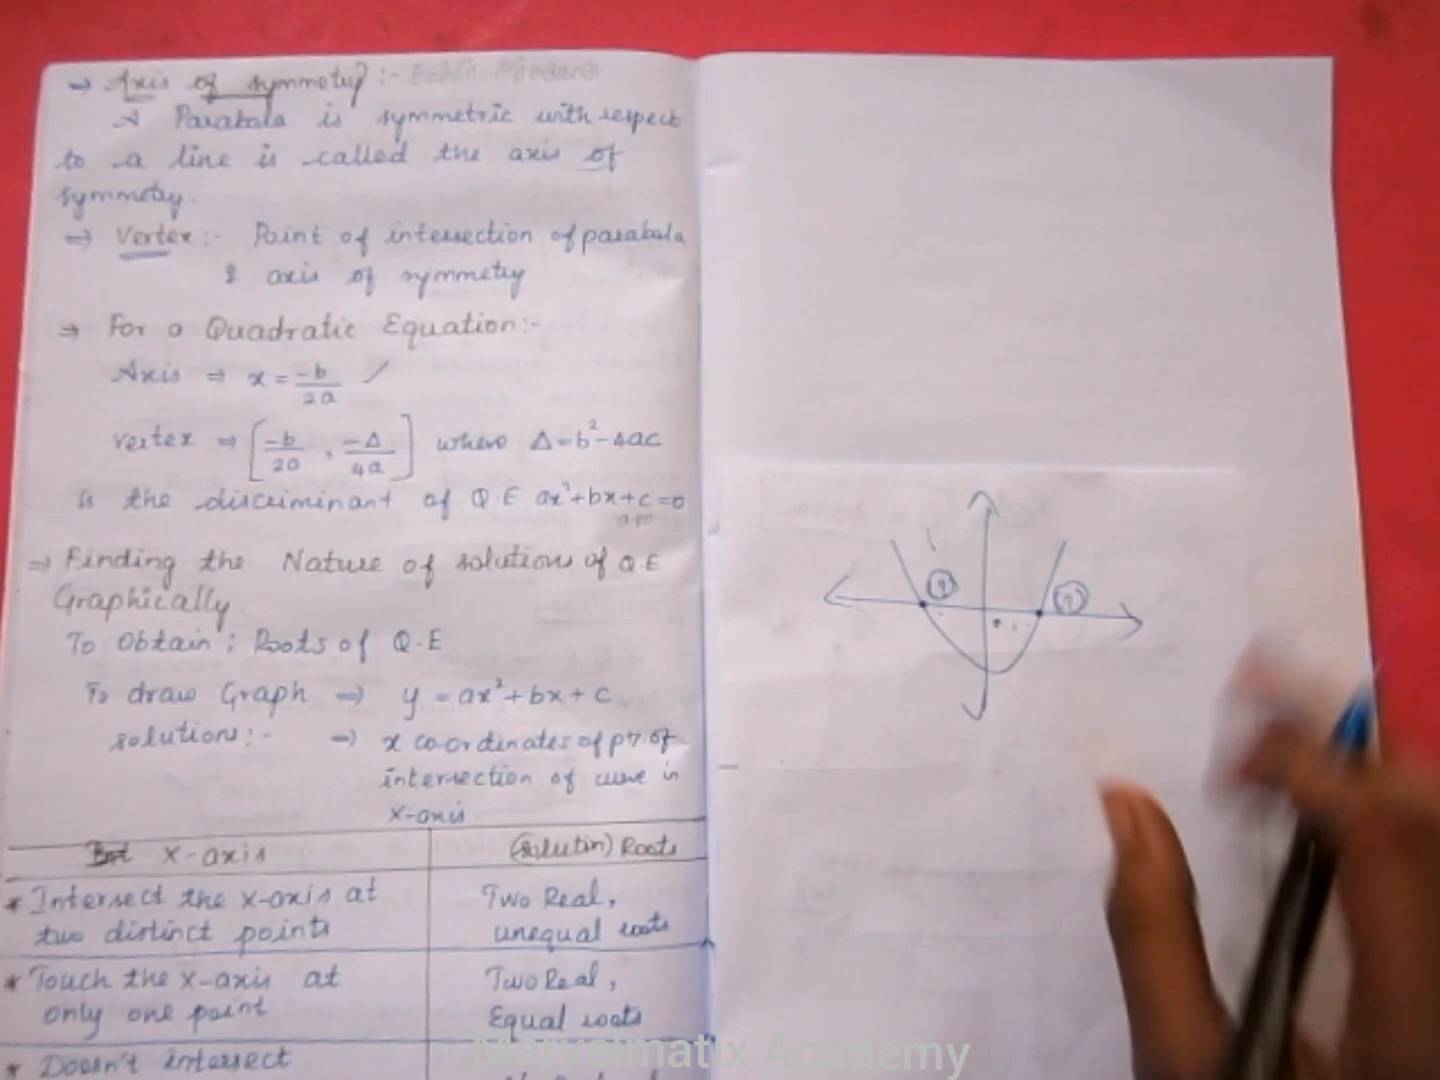 ⇒ Axis of symmetry :-
A Parabola is symmetric with respect
to a line is called the axis of
symmetry.
⇒ Vertex :- Point of intersection of parabola
& axis of symmetry
⇒ For a Quadratic Equation:-
Axis ⇒ x = -b/2a
vertex ⇒ [-b/2a , -Δ/4a] where Δ=b²-4ac
is the discriminant of Q.E ax²+bx+c=0
a≠0
⇒ Finding the Nature of solutions of Q.E
Graphically.
To Obtain : Roots of Q.E
To draw Graph ⇒ y = ax²+bx+c
solutions:- ⇒ x co-ordinates of pt. of
intersection of curve in
x-axis.
X-axis (solutin) Roots
* Intersect the x-axis at Two Real,
two distinct points unequal roots
* Touch the x-axis at Two Real,
only one point Equal roots
* Doesn't intersect
Marvelmatix Academy